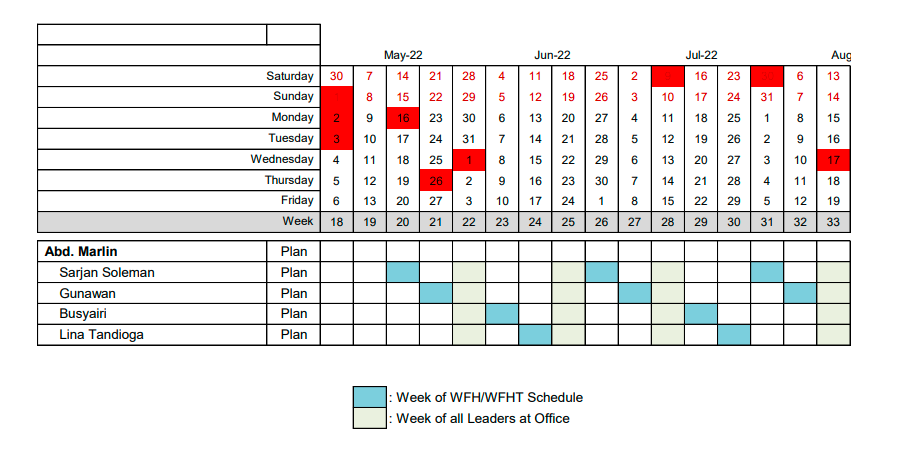 May-22 Jun-22 Jul-22 Aug
Saturday 30 7 14 21 28 4 11 18 25 2 16 23 6 13
Sunday 8 15 22 29 5 12 19 26 3 10 17 24 31 7 14
Monday 2 9 16 23 30 6 13 20 27 4 11 18 25 1 8 15
Tuesday 3 10 17 24 31 7 14 21 28 5 12 19 26 2 9 16
Wednesday 4 11 18 25 1 8 15 22 29 6 13 20 27 3 10 17
Thursday 5 12 19 26 2 9 16 23 30 7 14 21 28 4 11 18
Friday 6 13 20 27 3 10 17 24 1 8 15 22 29 5 12 19
Week 18 19 20 21 22 23 24 25 26 27 28 29 30 31 32 33
Abd. Marlin Plan
Sarjan Soleman Plan
Gunawan Plan
Busyairi Plan
Lina Tandioga Plan
: Week of WFH/WFHT Schedule
: Week of all Leaders at Office